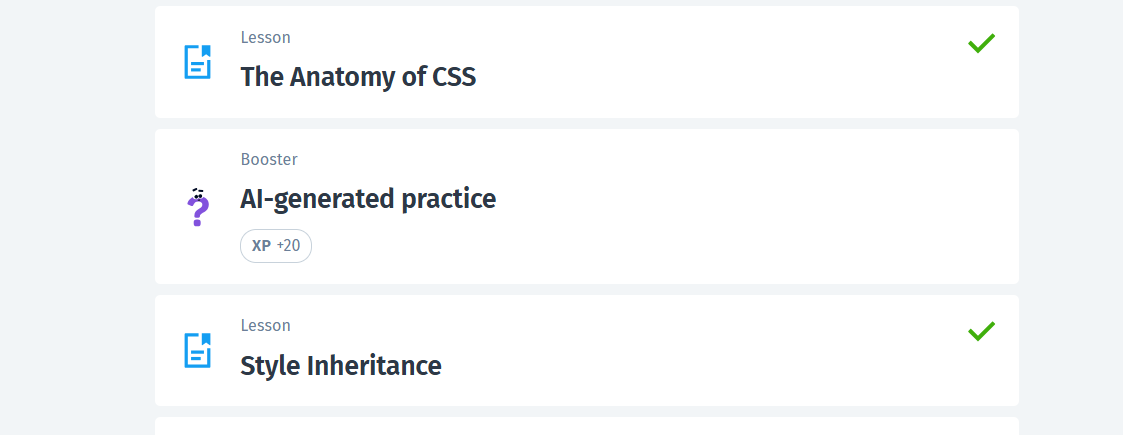 Lesson
The Anatomy of CSS
Booster
AI-generated practice
XP +20
Lesson
Style Inheritance